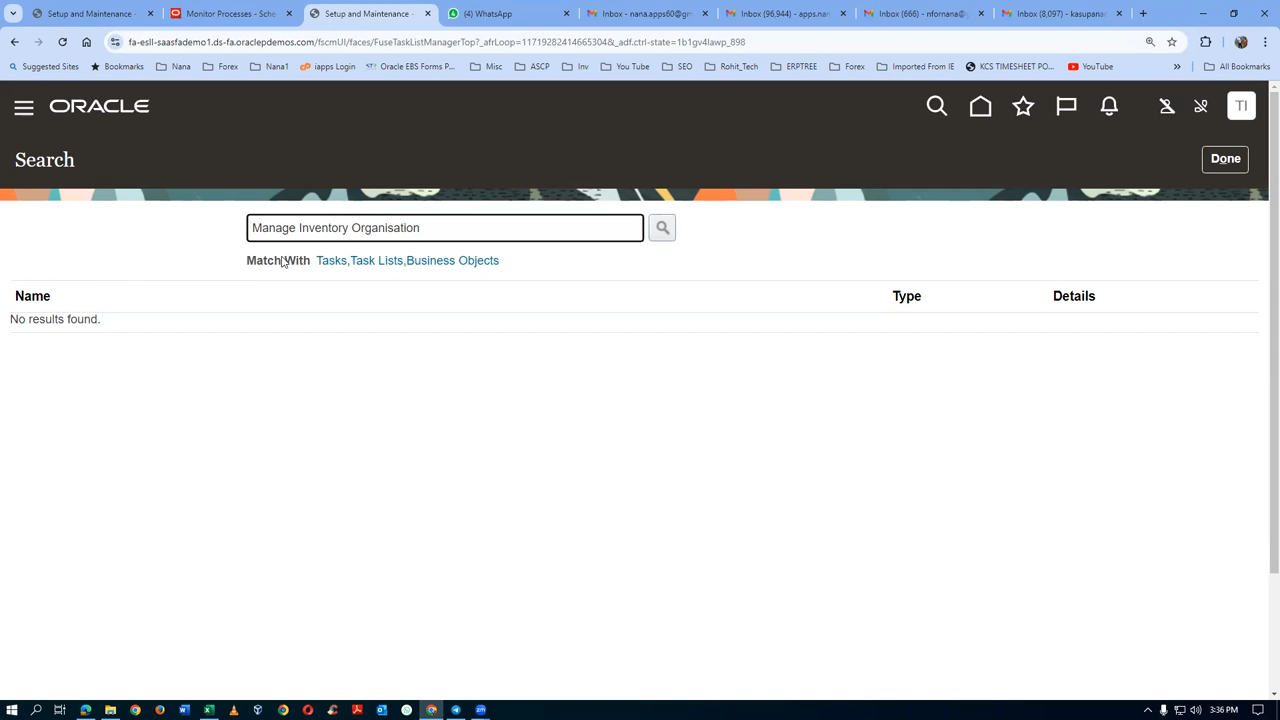 Setup and Maintenance -
Monitor Processes - Sche
Setup and Maintenance -
(4) WhatsApp
Inbox - nana.apps60@gm
Inbox (96,944) - apps.nan
Inbox (666) - nfornana@
Inbox (8,097) - kasupana
fa-esll-saasfademo1.ds-fa.oraclepdemos.com/fscmUI/faces/FuseTaskListManagerTop?_afrLoop=11719282414665304&_adf.ctrl-state=1b1gv4lawp_898
Suggested Sites
Bookmarks
Nana
Forex
Nana1
iapps Login
Oracle EBS Forms P...
Misc
ASCP
Inv
You Tube
SEO
Rohit_Tech
ERPTREE
Forex
Imported From IE
KCS TIMESHEET PO...
YouTube
»
All Bookmarks
ORACLE
TI
Search
Done
Manage Inventory Organisation
Match With Tasks,Task Lists,Business Objects
Name Type Details
No results found.
3:36 PM